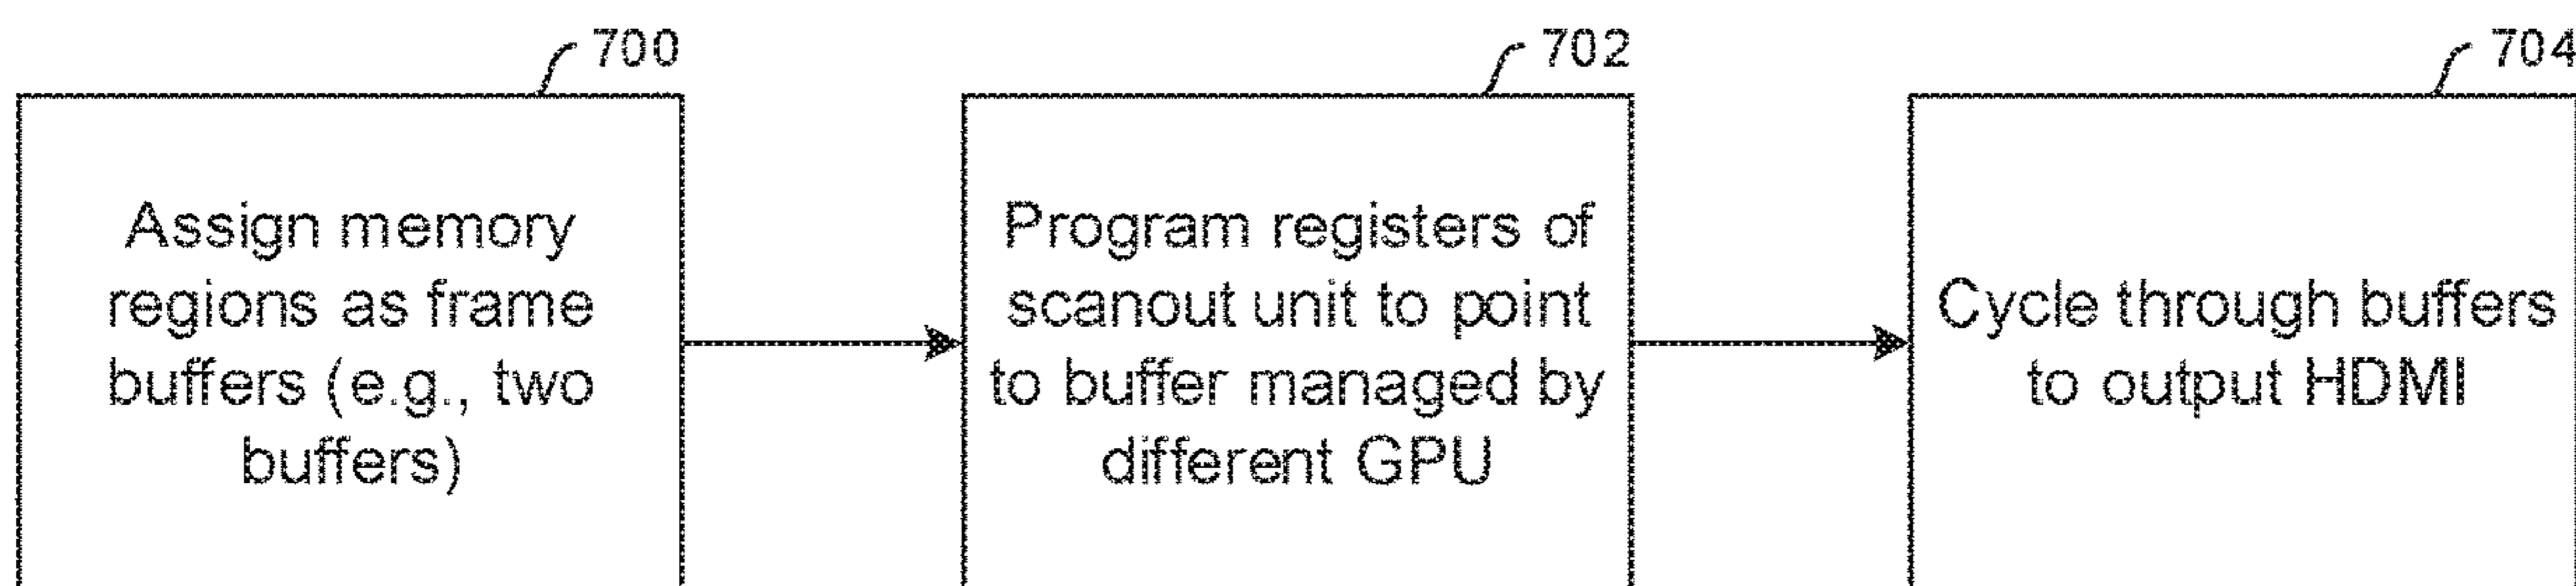 700
702
704
Assign memory
regions as frame
buffers (e.g., two
buffers)
Program registers of
scanout unit to point
to buffer managed by
different GPU
Cycle through buffers
to output HDMI